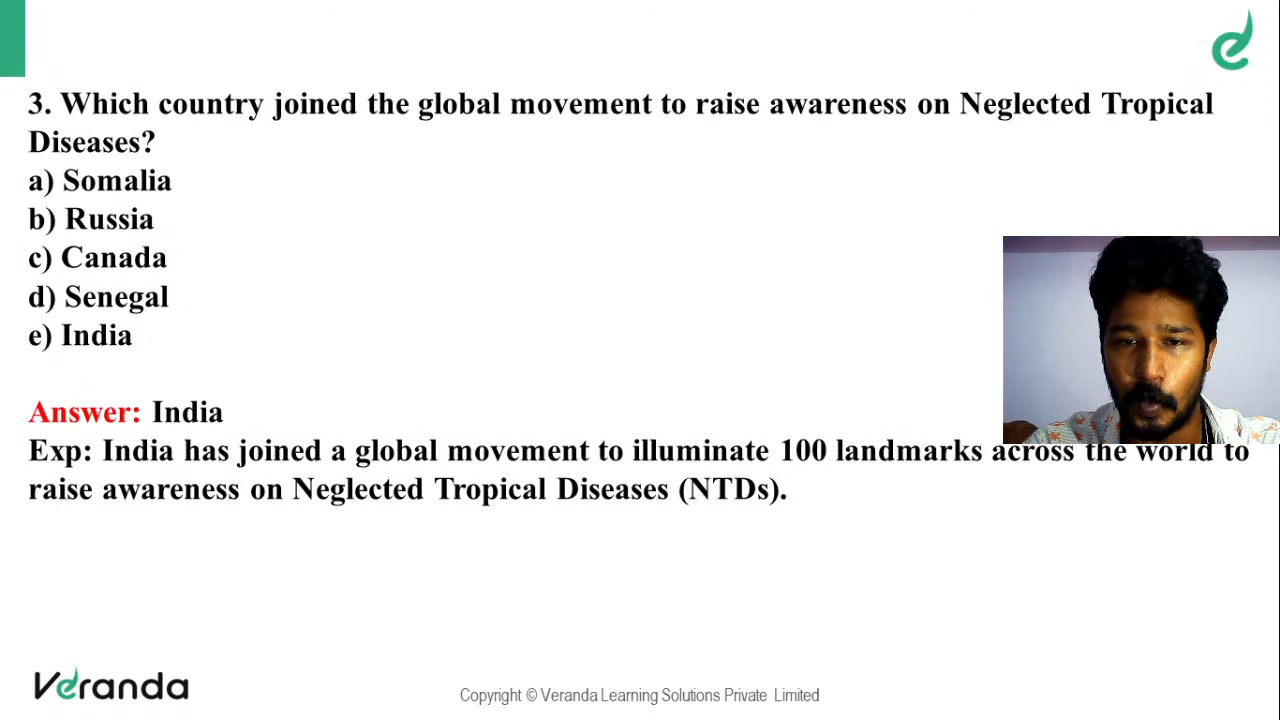 3. Which country joined the global movement to raise awareness on Neglected Tropical
Diseases?
a) Somalia
b) Russia
c) Canada
d) Senegal
e) India
Answer: India
Exp: India has joined a global movement to illuminate 100 landmarks across the world to
raise awareness on Neglected Tropical Diseases (NTDs).
Veranda
Copyright © Veranda Learning Solutions Private Limited